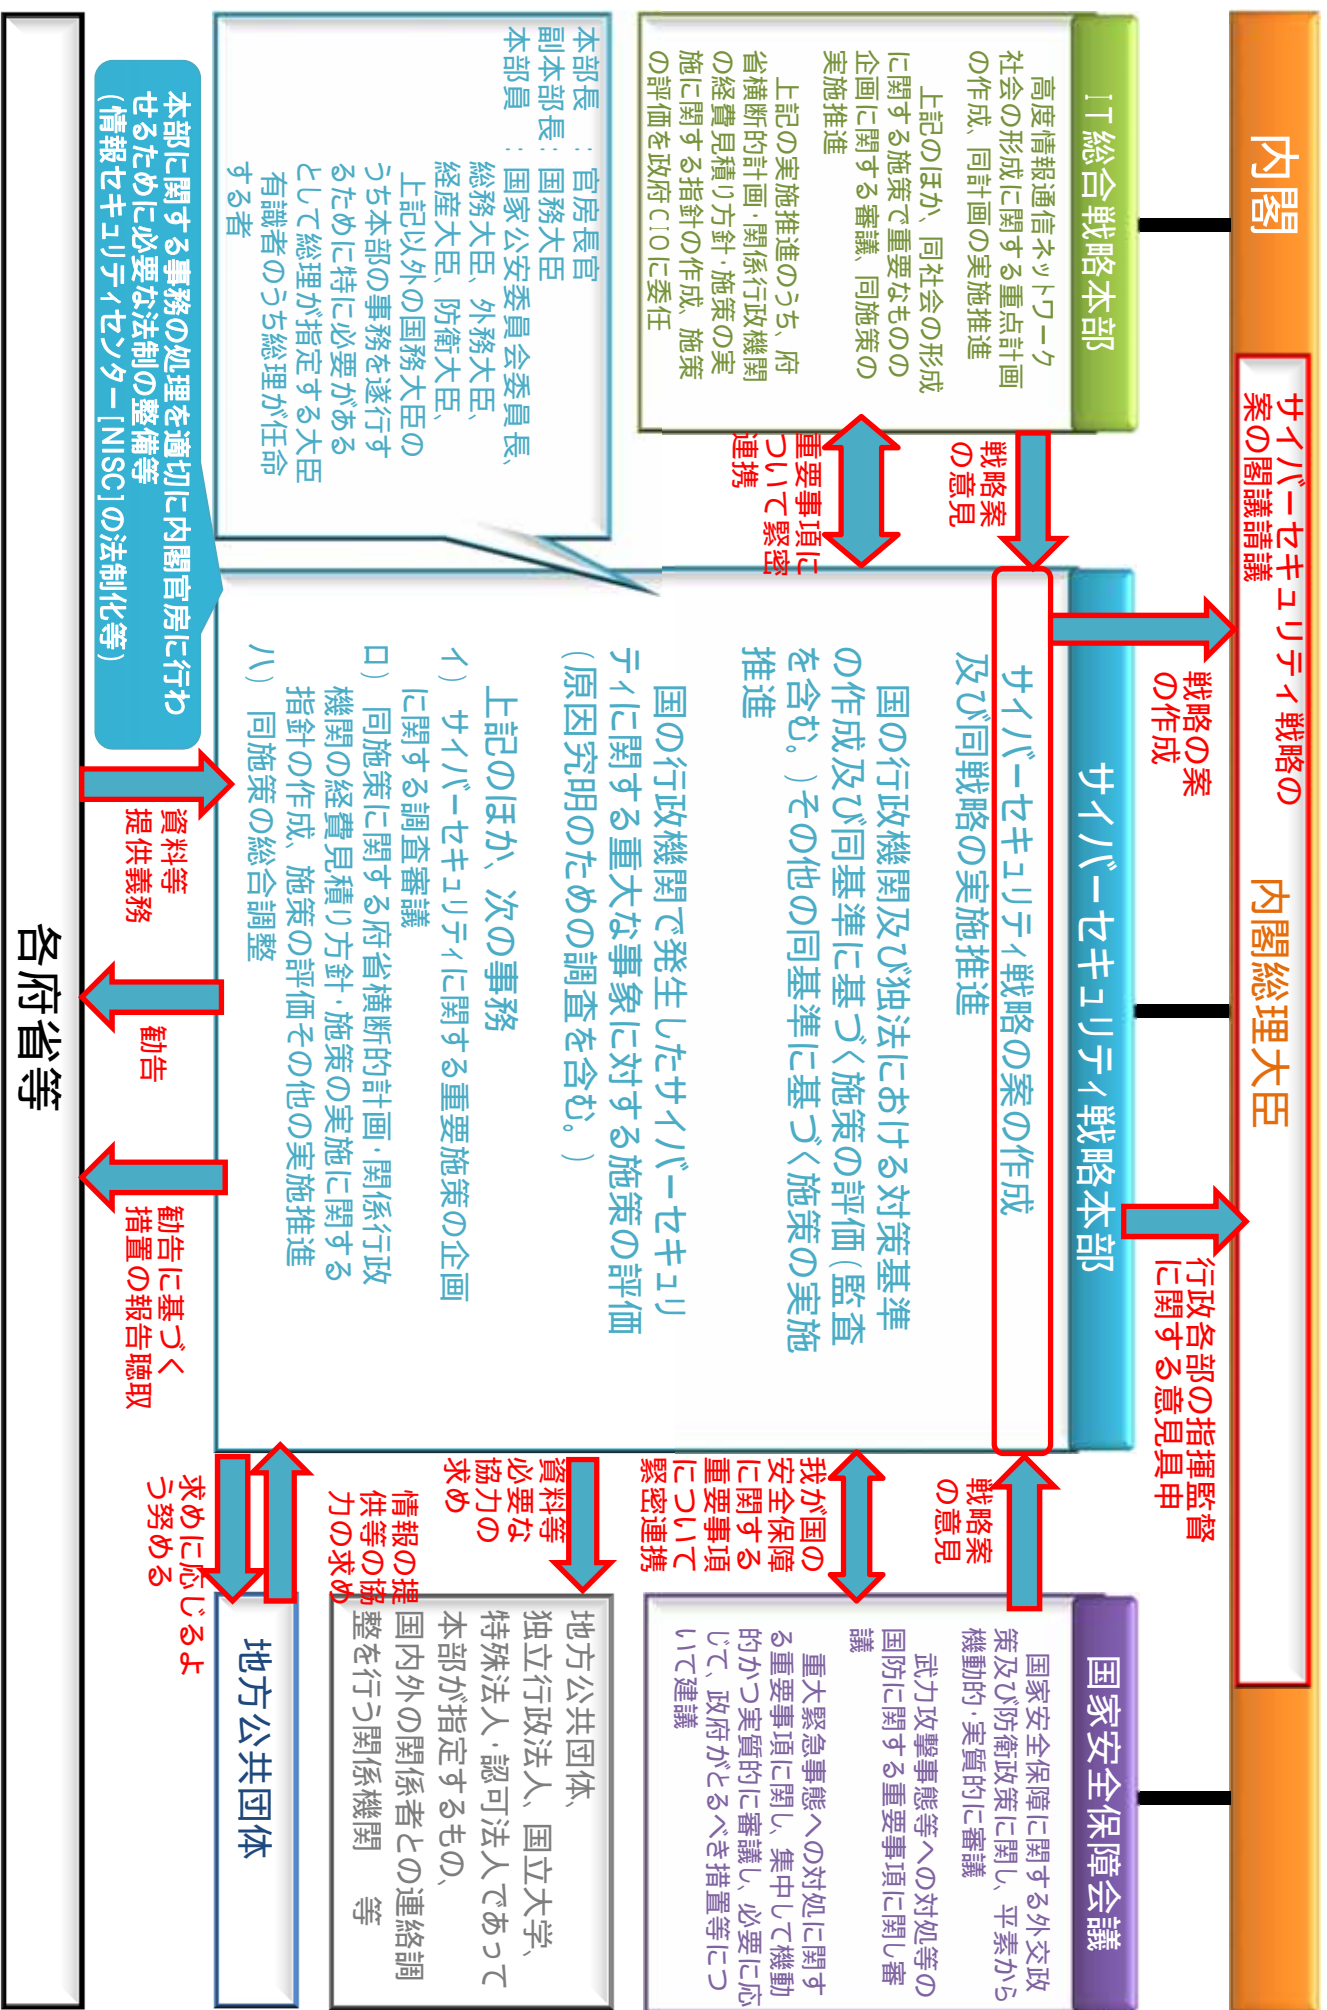 内閣
サイバーセキュリティ戦略の
案の閣議請議
内閣総理大臣
IT総合戦略本部
高度情報通信ネットワーク
社会の形成に関する重点計画
の作成、同計画の実施推進
上記のほか、同社会の形成
に関する施策で重要なものの
企画に関する審議、同施策の
実施推進
上記の実施推進のうち、府
省横断的計画・関係行政機関
の経費見積り方針・施策の実
施に関する指針の作成、施策
の評価を政府CIOに委任
戦略案
の意見
重要事項に
ついて緊密
連携
戦略の案
の作成
行政各部の指揮監督
に関する意見具申
サイバーセキュリティ戦略本部
サイバーセキュリティ戦略の案の作成
及び同戦略の実施推進
国の行政機関及び独法における対策基準
の作成及び同基準に基づく施策の評価(監査
を含む。)その他の同基準に基づく施策の実施
推進
国の行政機関で発生したサイバーセキュリ
ティに関する重大な事象に対する施策の評価
(原因究明のための調査を含む。)
上記のほか、次の事務
イ) サイバーセキュリティに関する重要施策の企画
に関する調査審議
ロ) 同施策に関する府省横断的計画・関係行政
機関の経費見積り方針・施策の実施に関する
指針の作成、施策の評価その他の実施推進
ハ) 同施策の総合調整
戦略案
の意見
我が国の
安全保障
に関する
重要事項
について
緊密連携
国家安全保障会議
国家安全保障に関する外交政
策及び防衛政策に関し、平素から
機動的・実質的に審議
武力攻撃事態等への対処等の
国防に関する重要事項に関し審
議
重大緊急事態への対処に関す
る重要事項に関し、集中して機動
的かつ実質的に審議し、必要に応
じて、政府がとるべき措置等につ
いて建議
本部長 : 官房長官
副本部長: 国務大臣
本部員 : 国家公安委員会委員長、
総務大臣、外務大臣、
経産大臣、防衛大臣、
上記以外の国務大臣の
うち本部の事務を遂行す
るために特に必要がある
として総理が指定する大臣
有識者のうち総理が任命
する者
本部に関する事務の処理を適切に内閣官房に行わ
せるために必要な法制の整備等
(情報セキュリティセンター[NISC]の法制化等)
資料等
必要な
協力の
求め
地方公共団体、
独立行政法人、国立大学、
特殊法人・認可法人であって
本部が指定するもの、
国内外の関係者との連絡調
整を行う関係機関 等
情報の提
供等の協
力の求め
求めに応じるよ
う努める
地方公共団体
資料等
提供義務
勧告
勧告に基づく
措置の報告聴取
各府省等